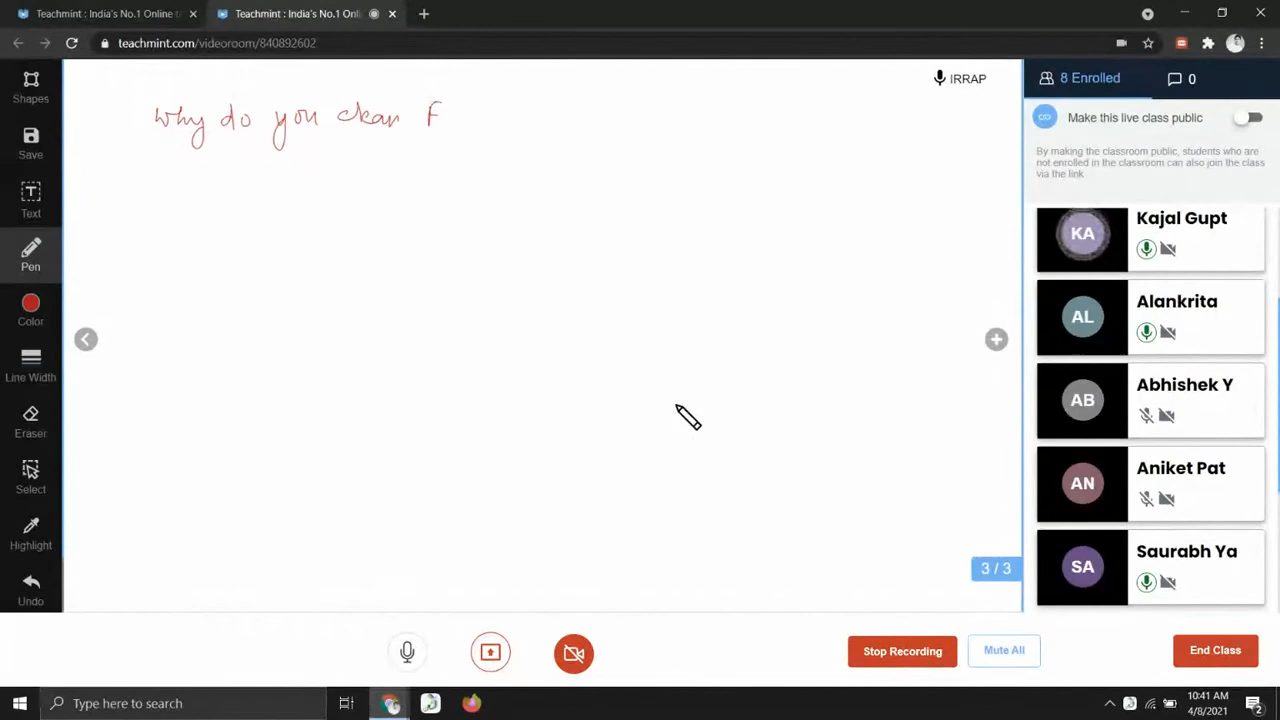 Teachmint : India's No.1 Onli
Teachmint : India's No.1 Onl
teachmint.com/videoroom/840892602
Shapes
Save
Text
Pen
Color
Line Width
Eraser
Select
Highlight
Undo
why do you clean F
IRRAP
3 / 3
8 Enrolled
0
CO
Make this live class public
By making the classroom public, students who are
not enrolled in the classroom can also join the class
via the link
KA
Kajal Gupt
AL
Alankrita
AB
Abhishek Y
AN
Aniket Pat
SA
Saurabh Ya
Stop Recording
Mute All
End Class
Type here to search
10:41 AM
4/8/2021
2